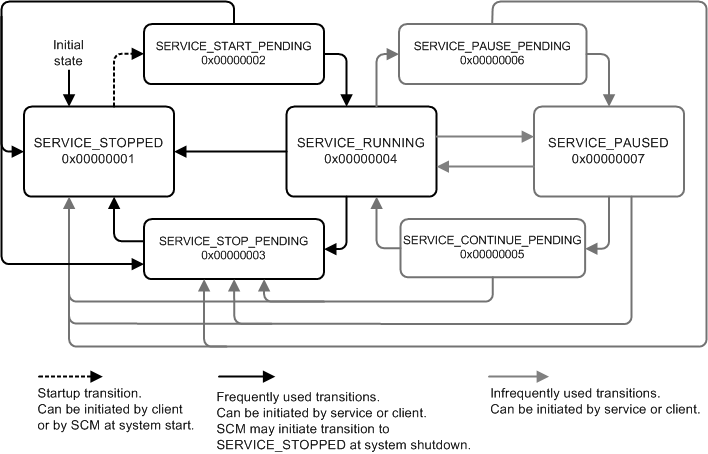 Initial
state
SERVICE_START_PENDING
0x00000002
SERVICE_PAUSE_PENDING
0x00000006
SERVICE_STOPPED
0x00000001
SERVICE_RUNNING
0x00000004
SERVICE_PAUSED
0x00000007
SERVICE_STOP_PENDING
0x00000003
SERVICE_CONTINUE_PENDING
0x00000005
Startup transition.
Can be initiated by client
or by SCM at system start.
Frequently used transitions.
Can be initiated by service or client.
SCM may initiate transition to
SERVICE_STOPPED at system shutdown.
Infrequently used transitions.
Can be initiated by service or client.